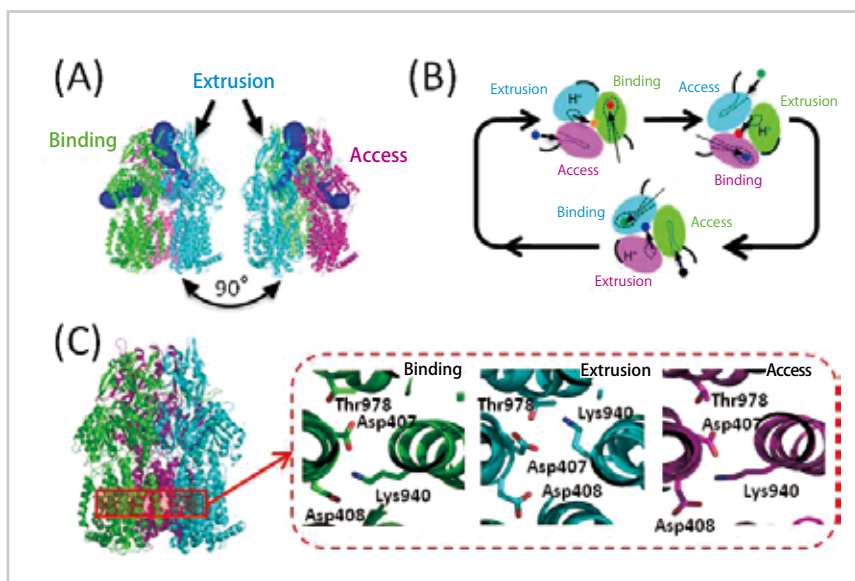 (A)
Extrusion
Binding
Access
90°
(B)
Extrusion
Binding
H⁺
Access
Access
Extrusion
H⁺
Binding
Binding
Access
H⁺
Extrusion
(C)
Binding
Thr978
Asp407
Lys940
Asp408
Extrusion
Thr978
Lys940
Asp407
Asp408
Access
Thr978
Asp407
Lys940
Asp408